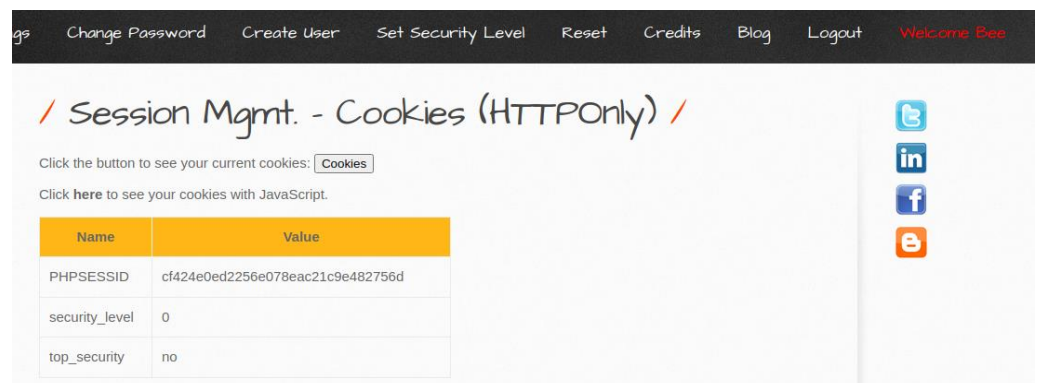 gs Change Password Create User Set Security Level Reset Credits Blog Logout Welcome Bee
/ Session Mgmt. - Cookies (HTTPOnly) /
Click the button to see your current cookies: Cookies
Click here to see your cookies with JavaScript.
Name Value
PHPSESSID cf424e0ed2256e078eac21c9e482756d
security_level 0
top_security no